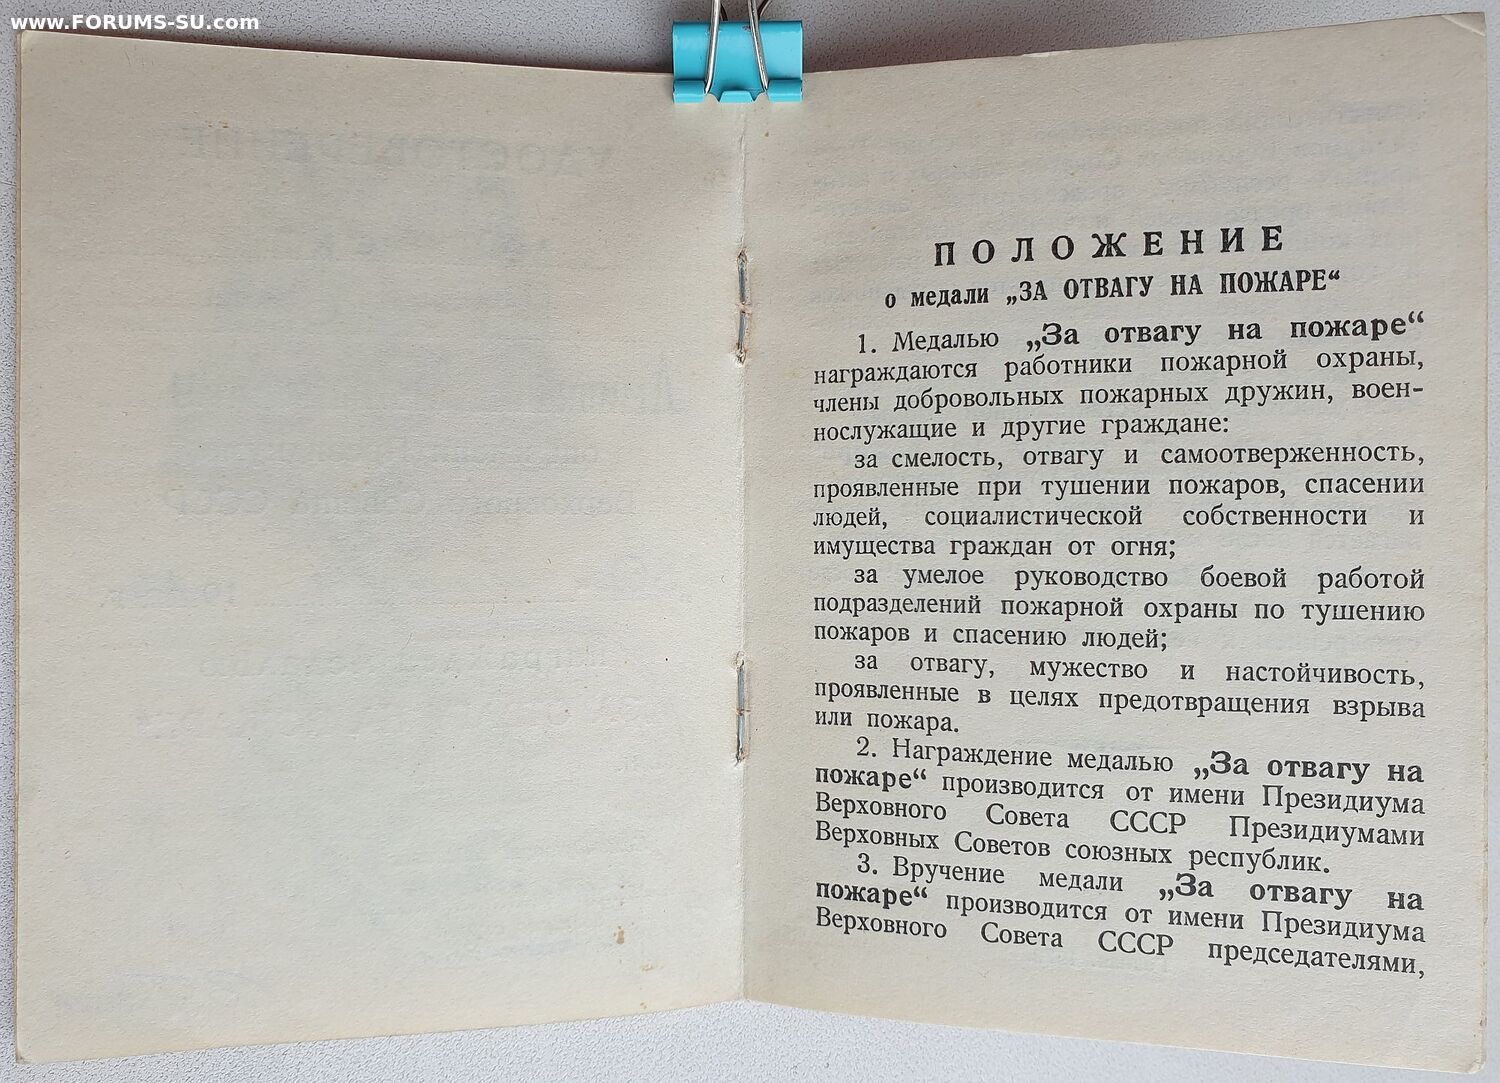 www.FORUMS-SU.com
ПОЛОЖЕНИЕ
о медали „ЗА ОТВАГУ НА ПОЖАРЕ“
1. Медалью „За отвагу на пожаре“
награждаются работники пожарной охраны,
члены добровольных пожарных дружин, воен-
нослужащие и другие граждане:
за смелость, отвагу и самоотверженность,
проявленные при тушении пожаров, спасении
людей, социалистической собственности и
имущества граждан от огня;
за умелое руководство боевой работой
подразделений пожарной охраны по тушению
пожаров и спасению людей;
за отвагу, мужество и настойчивость,
проявленные в целях предотвращения взрыва
или пожара.
2. Награждение медалью „За отвагу на
пожаре“ производится от имени Президиума
Верховного Совета СССР Президиумами
Верховных Советов союзных республик.
3. Вручение медали „За отвагу на
пожаре“ производится от имени Президиума
Верховного Совета СССР председателями,